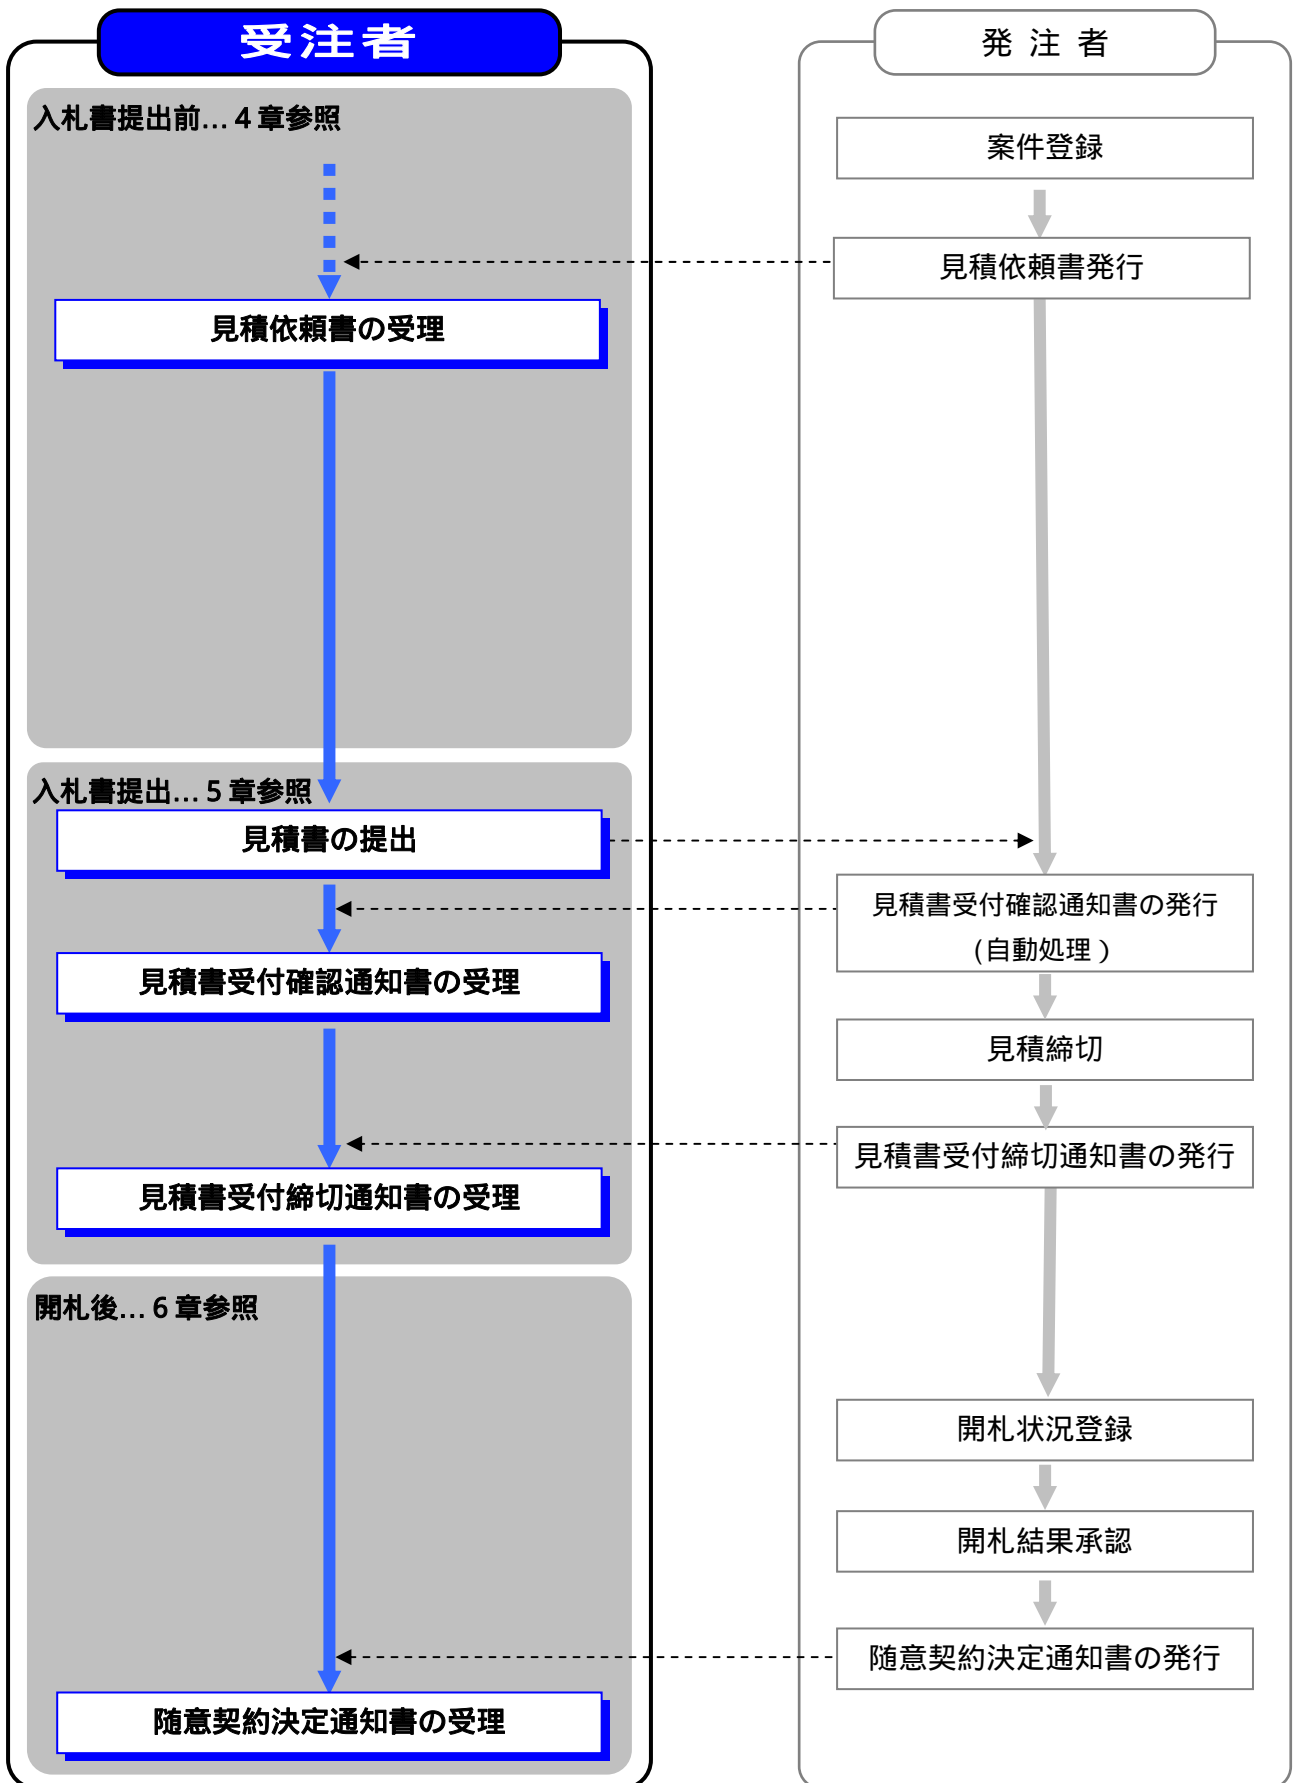 受注者
入札書提出前…４章参照
見積依頼書の受理
入札書提出…５章参照
見積書の提出
見積書受付確認通知書の受理
見積書受付締切通知書の受理
開札後…６章参照
随意契約決定通知書の受理
発 注 者
案件登録
見積依頼書発行
見積書受付確認通知書の発行
(自動処理）
見積締切
見積書受付締切通知書の発行
開札状況登録
開札結果承認
随意契約決定通知書の発行